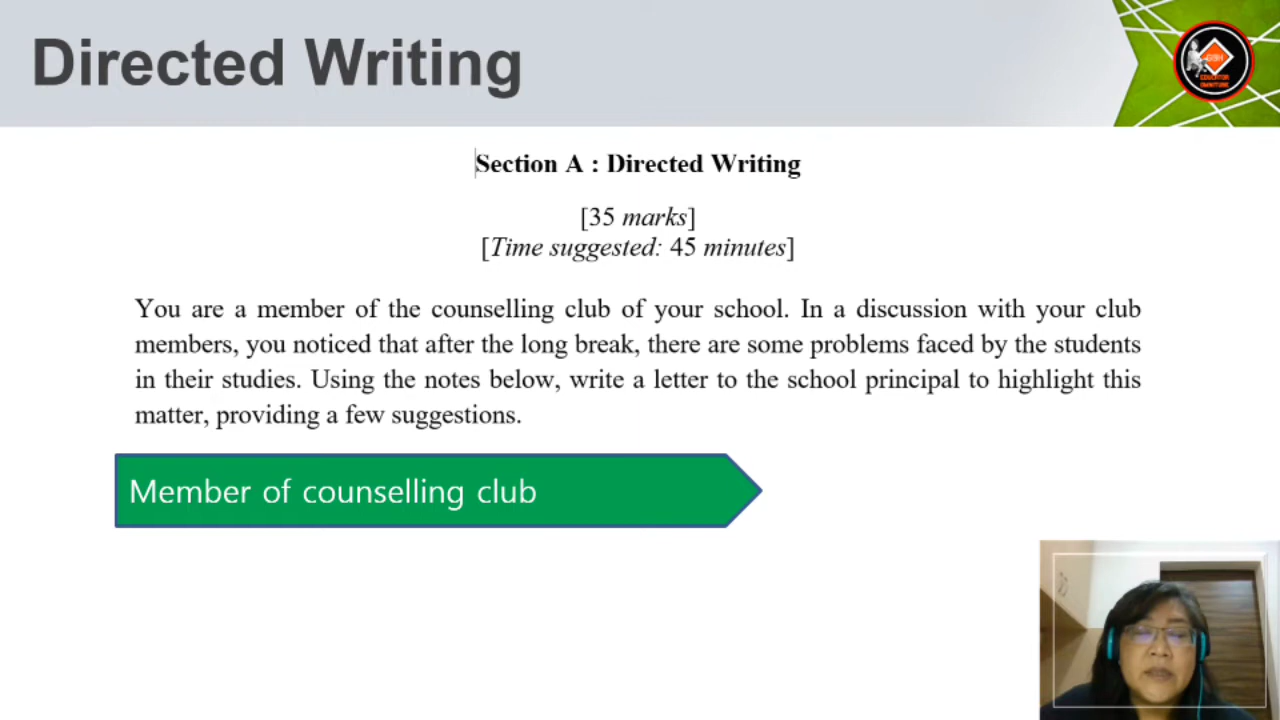 Directed Writing
Section A : Directed Writing
[35 marks]
[Time suggested: 45 minutes]
You are a member of the counselling club of your school. In a discussion with your club
members, you noticed that after the long break, there are some problems faced by the students
in their studies. Using the notes below, write a letter to the school principal to highlight this
matter, providing a few suggestions.
Member of counselling club